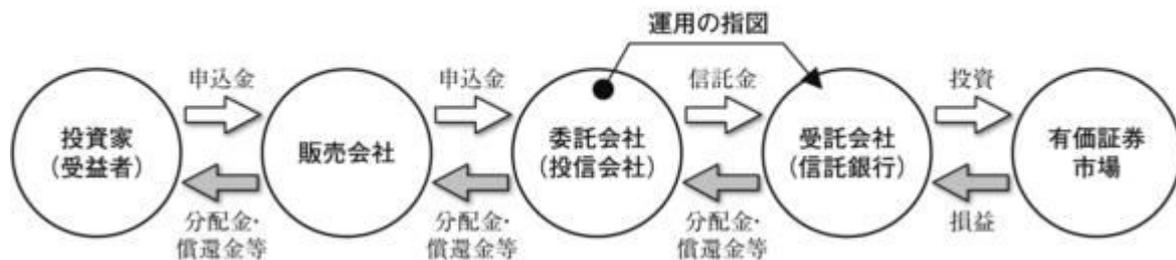 運用の指図
申込金
申込金
信託金
投資
投資家
(受益者)
販売会社
委託会社
(投信会社)
受託会社
(信託銀行)
有価証券
市場
分配金・
償還金等
分配金・
償還金等
分配金・
償還金等
損益